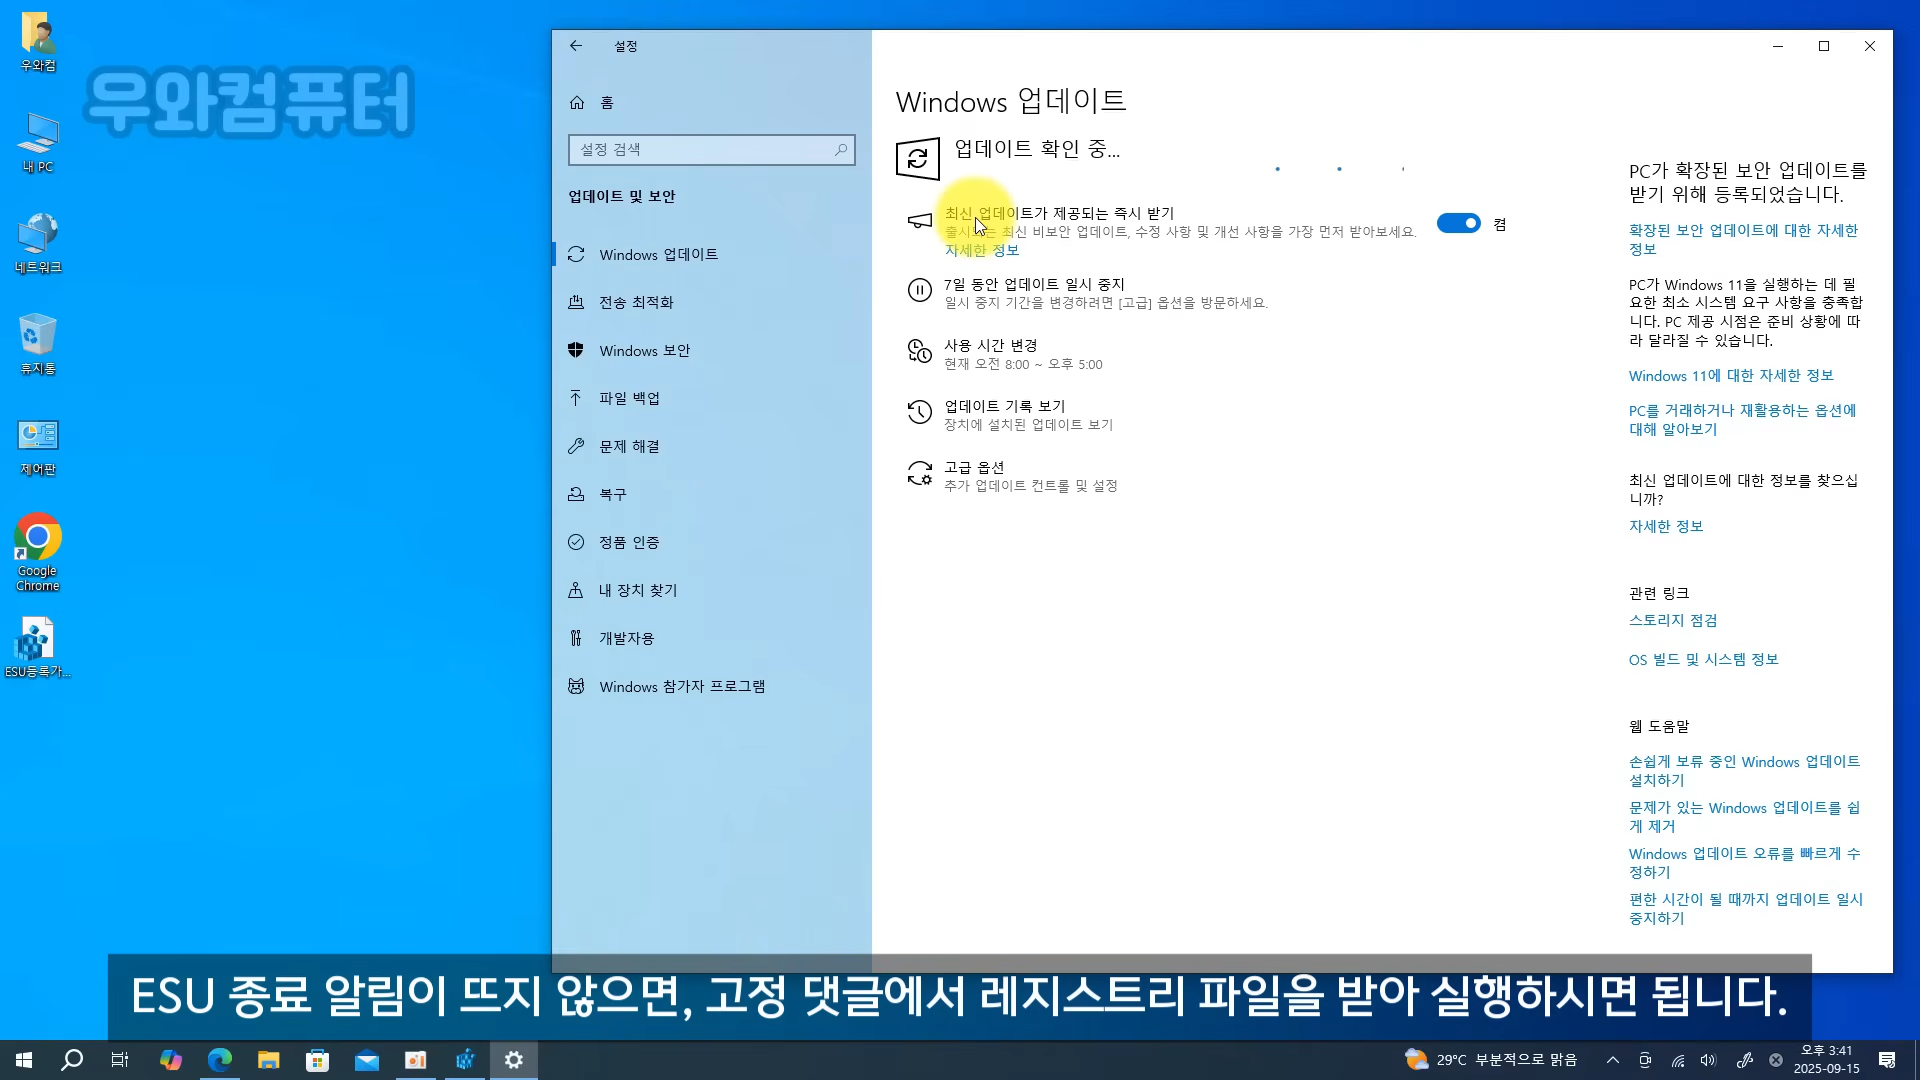 우와컴
내 PC
네트워크
휴지통
제어판
Google
Chrome
ESU등록가...
우와컴퓨터
설정
홈
설정 검색
업데이트 및 보안
Windows 업데이트
전송 최적화
Windows 보안
파일 백업
문제 해결
복구
정품 인증
내 장치 찾기
개발자용
Windows 참가자 프로그램
Windows 업데이트
업데이트 확인 중...
최신 업데이트가 제공되는 즉시 받기
출시되는 최신 비보안 업데이트, 수정 사항 및 개선 사항을 가장 먼저 받아보세요.
자세한 정보
켬
7일 동안 업데이트 일시 중지
일시 중지 기간을 변경하려면 [고급] 옵션을 방문하세요.
사용 시간 변경
현재 오전 8:00 ~ 오후 5:00
업데이트 기록 보기
장치에 설치된 업데이트 보기
고급 옵션
추가 업데이트 컨트롤 및 설정
PC가 확장된 보안 업데이트를
받기 위해 등록되었습니다.
확장된 보안 업데이트에 대한 자세한
정보
PC가 Windows 11을 실행하는 데 필
요한 최소 시스템 요구 사항을 충족합
니다. PC 제공 시점은 준비 상황에 따
라 달라질 수 있습니다.
Windows 11에 대한 자세한 정보
PC를 거래하거나 재활용하는 옵션에
대해 알아보기
최신 업데이트에 대한 정보를 찾으십
니까?
자세한 정보
관련 링크
스토리지 점검
OS 빌드 및 시스템 정보
웹 도움말
손쉽게 보류 중인 Windows 업데이트
설치하기
문제가 있는 Windows 업데이트를 쉽
게 제거
Windows 업데이트 오류를 빠르게 수
정하기
편한 시간이 될 때까지 업데이트 일시
중지하기
ESU 종료 알림이 뜨지 않으면, 고정 댓글에서 레지스트리 파일을 받아 실행하시면 됩니다.
29°C 부분적으로 맑음
오후 3:41
2025-09-15